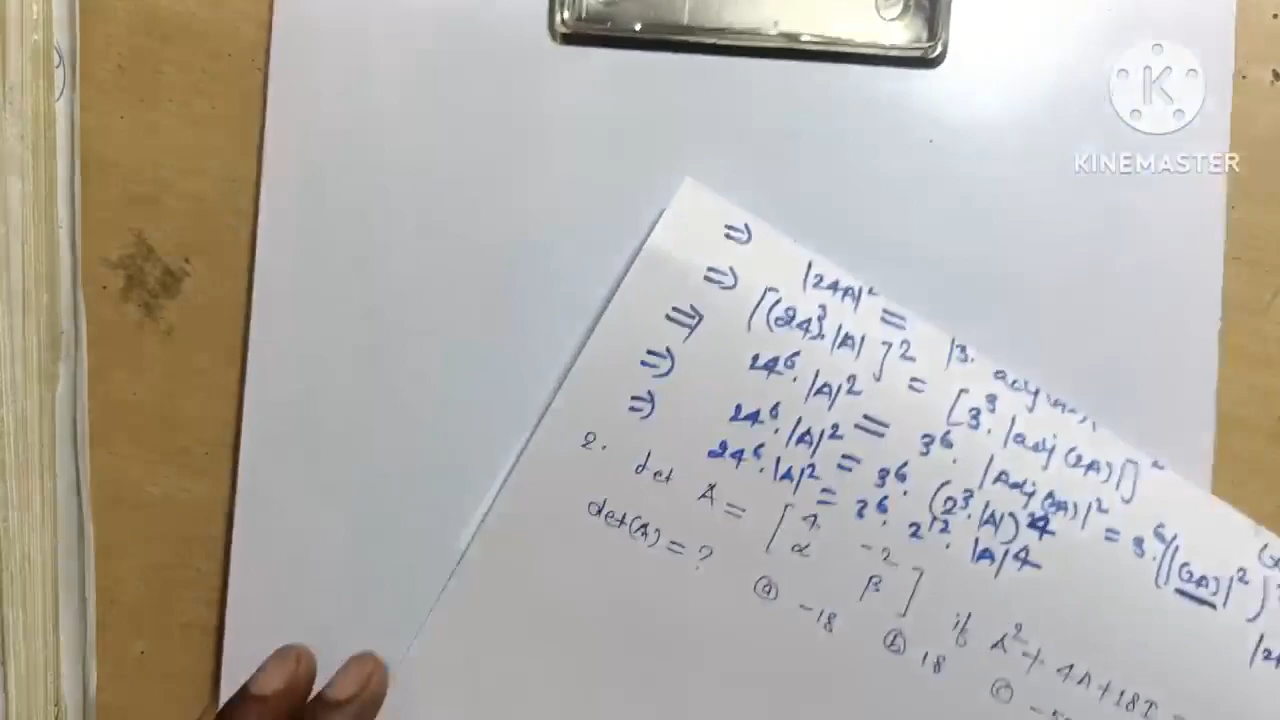 KINEMASTER
⇒ |24A|² = |3. adj
⇒ [(24)³.|A|]² = [3³. |adj(2A)|]²
⇒ 24⁶. |A|² = 3⁶. |Adj(2A)|² = 3⁶.(|(2A)|²)
⇒ 24⁶. |A|² = 3⁶. (2³.|A|)⁴
⇒ 24⁶. |A|² = 3⁶. 2¹². |A|⁴
2. det A = [4 -2
α β] if A² + 4A + 18I
det(A) = ?
ⓐ -18 ⓑ 18 ⓒ